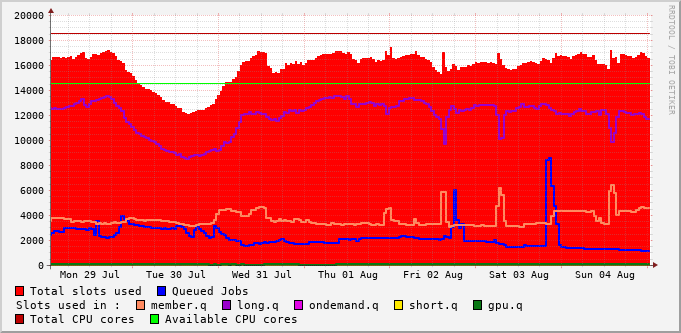 20000
18000
16000
14000
12000
10000
8000
6000
4000
2000
0
Mon 29 Jul Tue 30 Jul Wed 31 Jul Thu 01 Aug Fri 02 Aug Sat 03 Aug Sun 04 Aug
Total slots used Queued Jobs
Slots used in : member.q long.q ondemand.q short.q gpu.q
Total CPU cores Available CPU cores
RRDTOOL / TOBI OETIKER